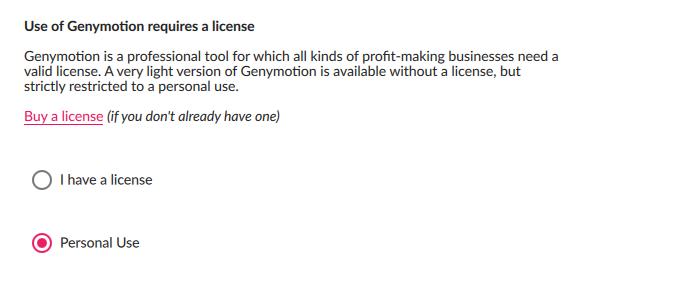 Use of Genymotion requires a license
Genymotion is a professional tool for which all kinds of profit-making businesses need a
valid license. A very light version of Genymotion is available without a license, but
strictly restricted to a personal use.
Buy a license (if you don't already have one)
I have a license
Personal Use